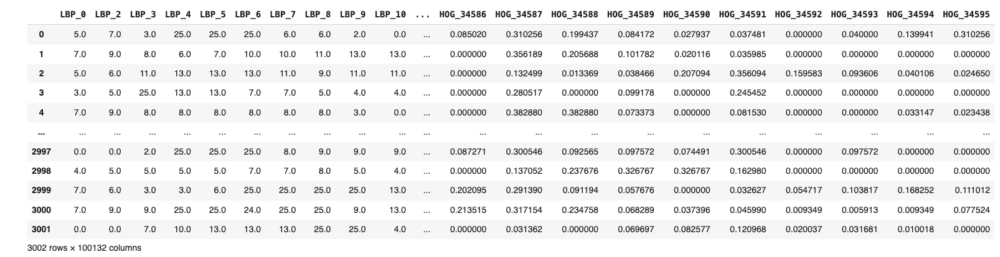 LBP_0 LBP_2 LBP_3 LBP_4 LBP_5 LBP_6 LBP_7 LBP_8 LBP_9 LBP_10 ... HOG_34586 HOG_34587 HOG_34588 HOG_34589 HOG_34590 HOG_34591 HOG_34592 HOG_34593 HOG_34594 HOG_34595
0 5.0 7.0 3.0 25.0 25.0 25.0 6.0 6.0 2.0 0.0 ... 0.085020 0.310256 0.199437 0.084172 0.027937 0.037481 0.000000 0.040000 0.139941 0.310256
1 7.0 9.0 8.0 6.0 7.0 10.0 10.0 11.0 13.0 13.0 ... 0.000000 0.356189 0.205688 0.101782 0.020116 0.035985 0.000000 0.000000 0.000000 0.000000
2 5.0 6.0 11.0 13.0 13.0 13.0 11.0 9.0 11.0 11.0 ... 0.000000 0.132499 0.013369 0.038466 0.207094 0.356094 0.159583 0.093606 0.040106 0.024650
3 3.0 5.0 25.0 13.0 13.0 7.0 7.0 5.0 4.0 4.0 ... 0.000000 0.280517 0.000000 0.099178 0.000000 0.245452 0.000000 0.000000 0.000000 0.000000
4 7.0 9.0 8.0 8.0 8.0 8.0 8.0 8.0 3.0 0.0 ... 0.000000 0.382880 0.382880 0.073373 0.000000 0.081530 0.000000 0.000000 0.033147 0.023438
... ... ... ... ... ... ... ... ... ... ... ... ... ... ... ... ... ... ... ... ... ...
2997 0.0 0.0 2.0 25.0 25.0 25.0 8.0 9.0 9.0 9.0 ... 0.087271 0.300546 0.092565 0.097572 0.074491 0.300546 0.000000 0.097572 0.000000 0.000000
2998 4.0 5.0 5.0 5.0 5.0 7.0 7.0 8.0 5.0 4.0 ... 0.000000 0.137052 0.237676 0.326767 0.326767 0.162980 0.000000 0.000000 0.000000 0.000000
2999 7.0 6.0 3.0 3.0 6.0 25.0 25.0 25.0 25.0 13.0 ... 0.202095 0.291390 0.091194 0.057676 0.000000 0.032627 0.054717 0.103817 0.168252 0.111012
3000 7.0 9.0 9.0 25.0 25.0 24.0 25.0 25.0 9.0 13.0 ... 0.213515 0.317154 0.234758 0.068289 0.037396 0.045990 0.009349 0.005913 0.009349 0.077524
3001 0.0 0.0 7.0 10.0 13.0 13.0 13.0 25.0 25.0 4.0 ... 0.000000 0.031362 0.000000 0.069697 0.082577 0.120968 0.020037 0.031681 0.010018 0.000000
3002 rows × 100132 columns